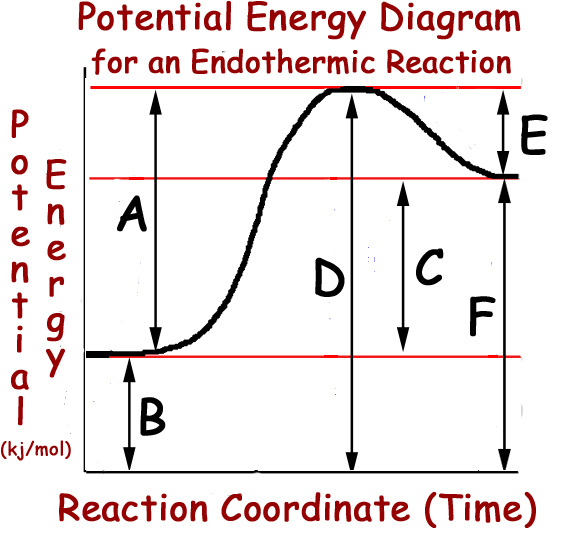 Potential Energy Diagram
for an Endothermic Reaction
Potential
Energy
(kj/mol)
A
B
C
D
E
F
Reaction Coordinate (Time)